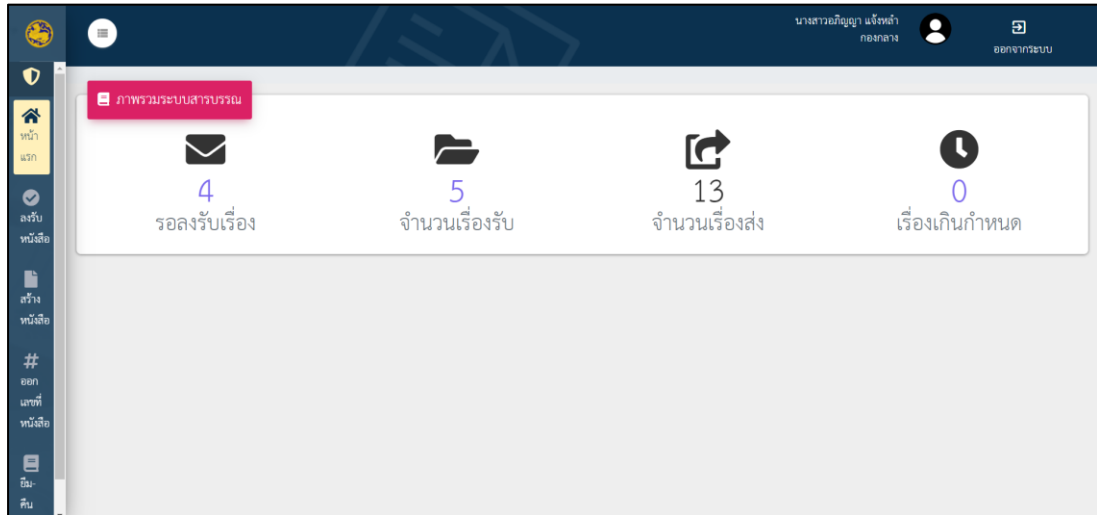 นางสาวอภิญญา แจ้งหล้า
กองกลาง
ออกจากระบบ
หน้า
แรก
ลงรับ
หนังสือ
สร้าง
หนังสือ
ออก
เลขที่
หนังสือ
ยืม-
คืน
ภาพรวมระบบสารบรรณ
4
รอลงรับเรื่อง
5
จำนวนเรื่องรับ
13
จำนวนเรื่องส่ง
0
เรื่องเกินกำหนด